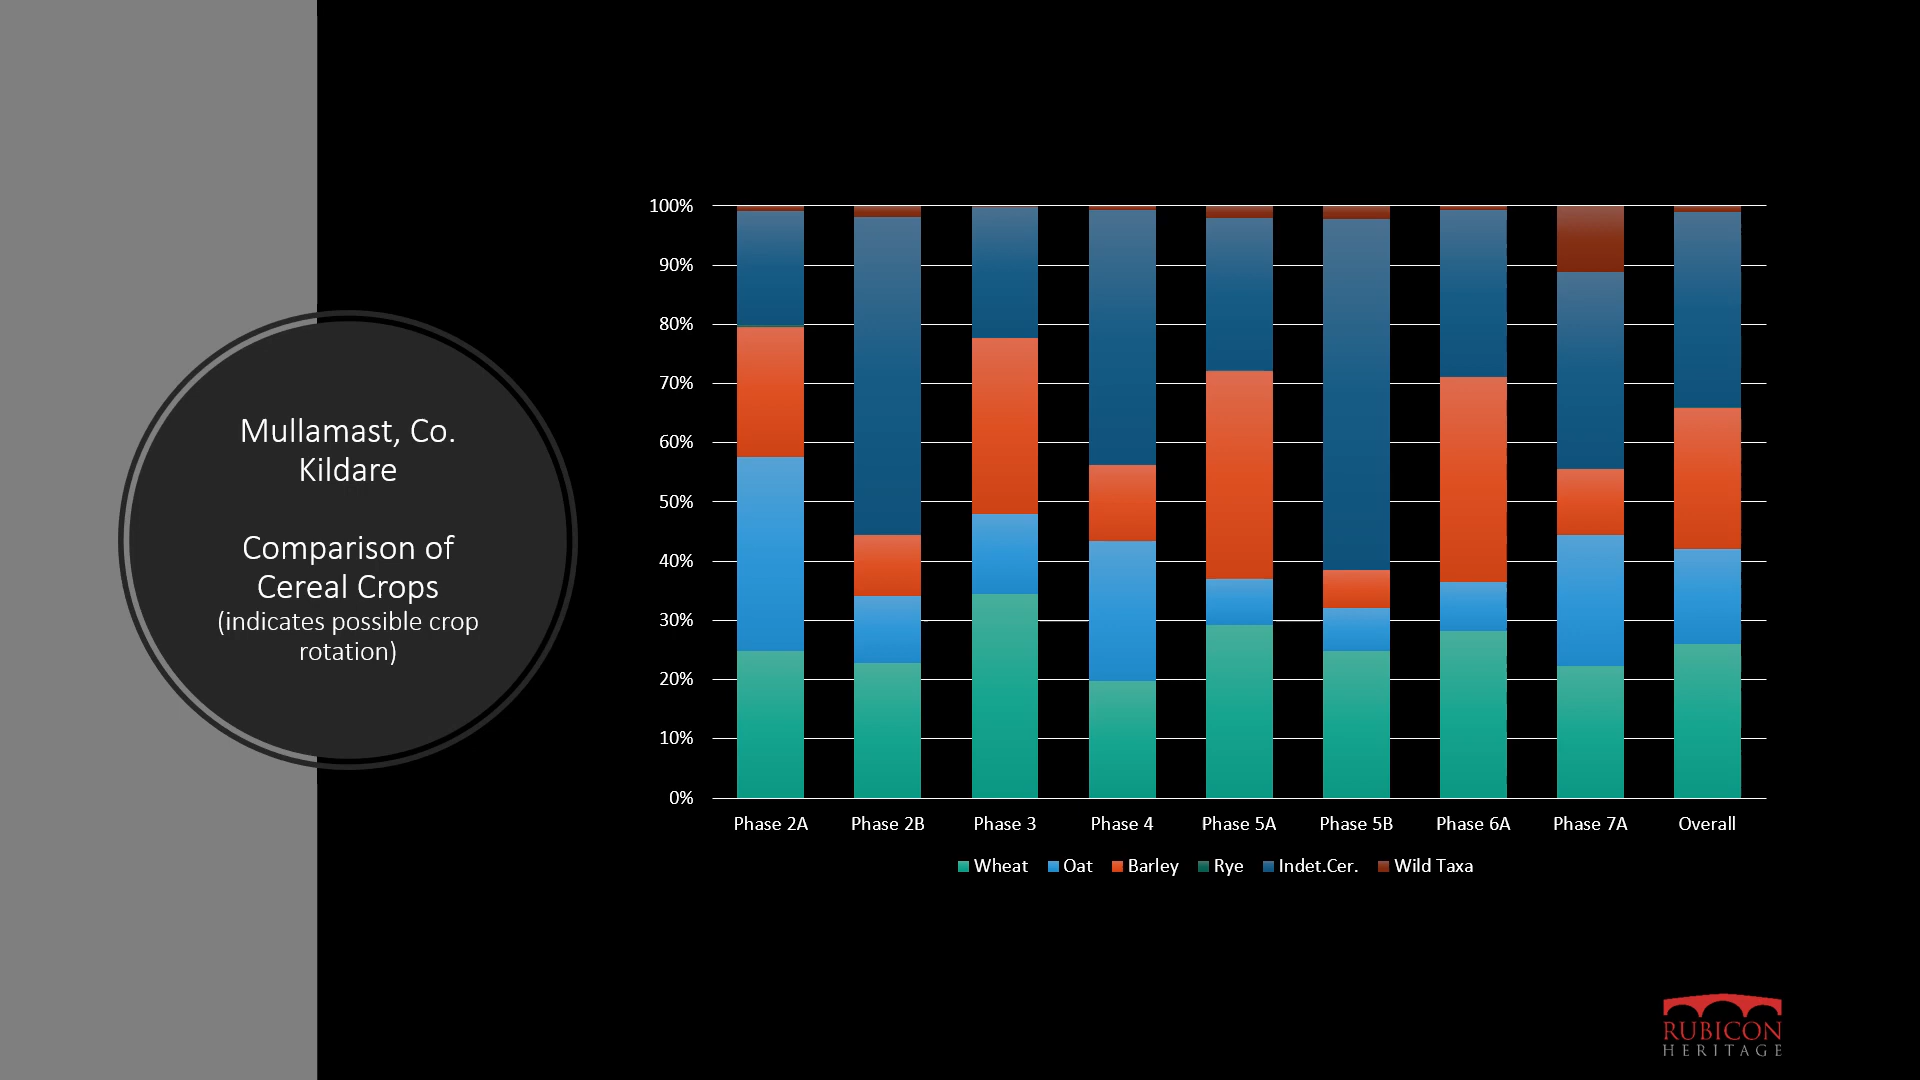 Mullamast, Co.
Kildare
Comparison of
Cereal Crops
(indicates possible crop
rotation)
100%
90%
80%
70%
60%
50%
40%
30%
20%
10%
0%
Phase 2A Phase 2B Phase 3 Phase 4 Phase 5A Phase 5B Phase 6A Phase 7A Overall
Wheat Oat Barley Rye Indet.Cer. Wild Taxa
RUBICON
HERITAGE